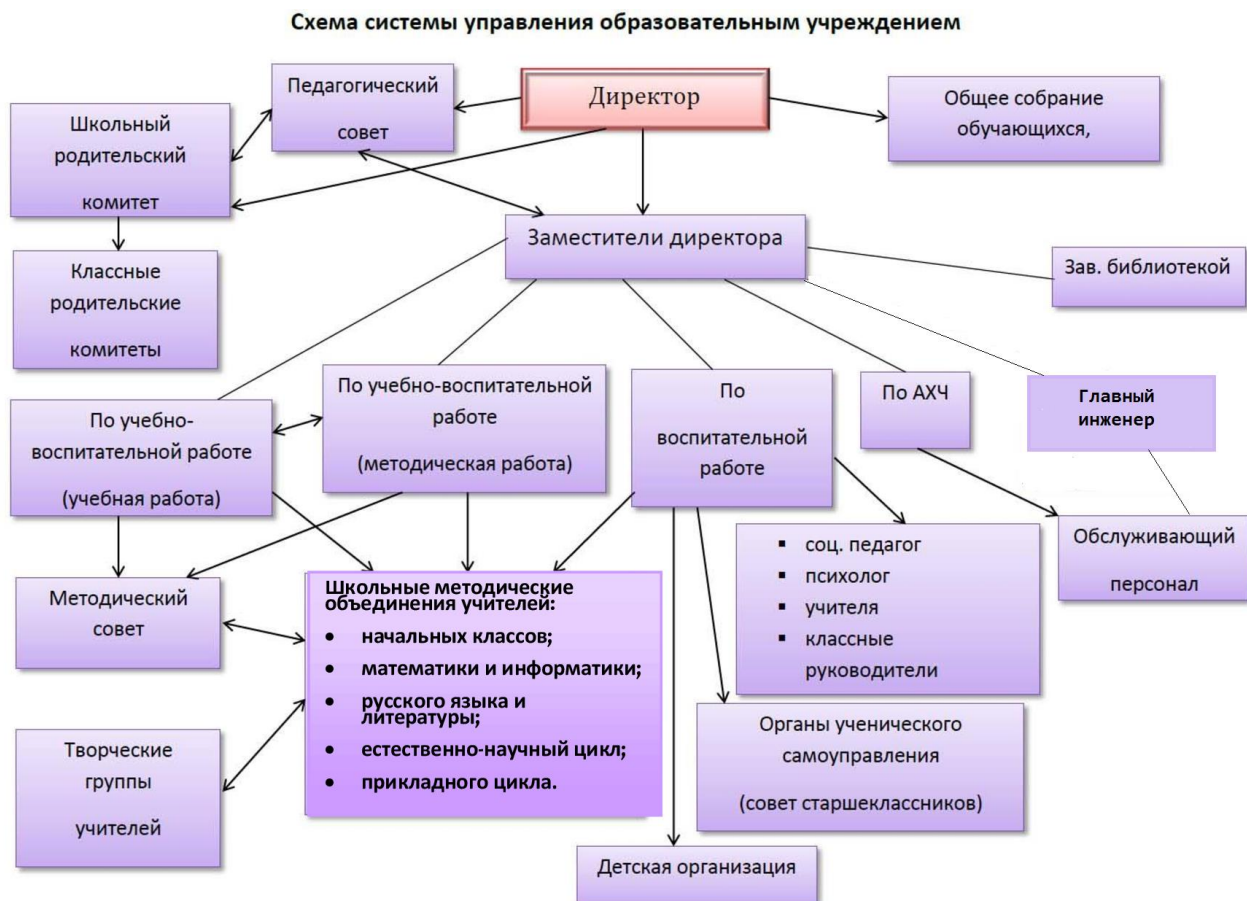 Схема системы управления образовательным учреждением
Педагогический
совет
Директор
Общее собрание
обучающихся,
Школьный
родительский
комитет
Заместители директора
Зав. библиотекой
Классные
родительские
комитеты
По учебно-
воспитательной работе
(учебная работа)
По учебно-воспитательной
работе
(методическая работа)
По
воспитательной
работе
По АХЧ
Главный
инженер
Методический
совет
Школьные методические
объединения учителей:
• начальных классов;
• математики и информатики;
• русского языка и
литературы;
• естественно-научный цикл;
• прикладного цикла.
▪ соц. педагог
▪ психолог
▪ учителя
▪ классные
руководители
Обслуживающий
персонал
Творческие
группы
учителей
Органы ученического
самоуправления
(совет старшеклассников)
Детская организация